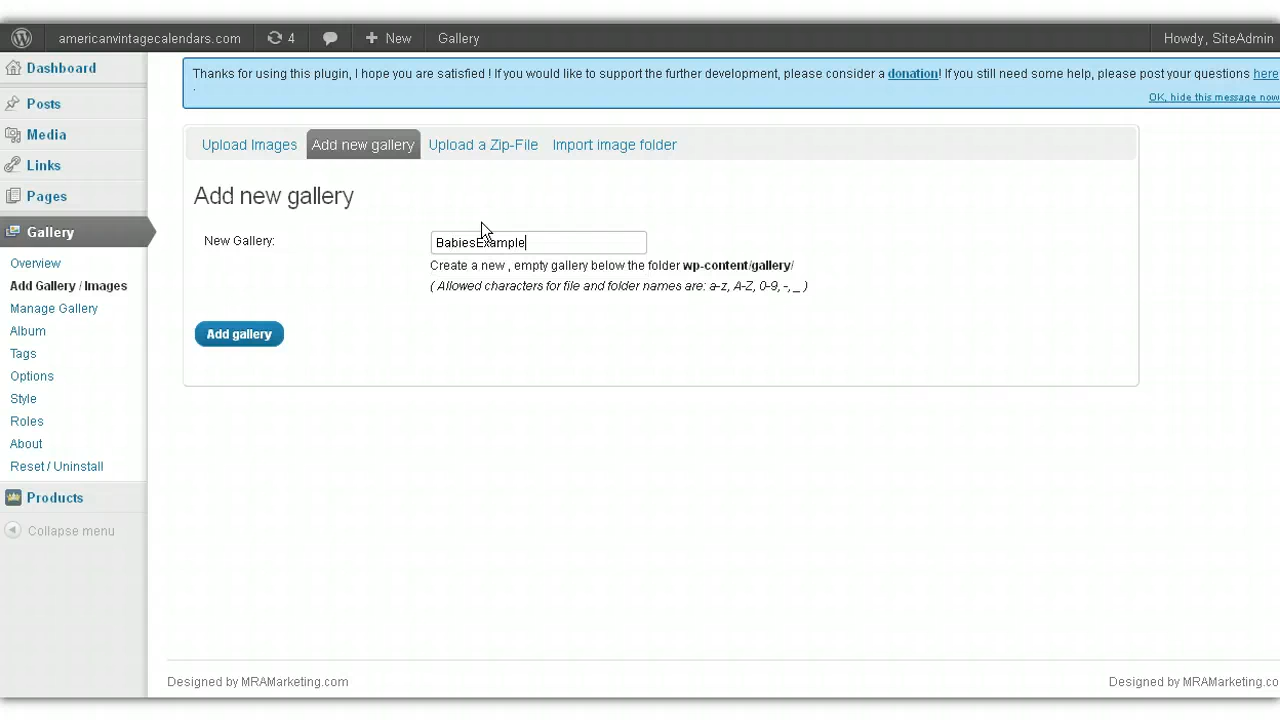 americanvintagecalendars.com 4 New Gallery Howdy, SiteAdmin
Dashboard
Posts
Media
Links
Pages
Gallery
Overview
Add Gallery / Images
Manage Gallery
Album
Tags
Options
Style
Roles
About
Reset / Uninstall
Products
Collapse menu
Thanks for using this plugin, I hope you are satisfied ! If you would like to support the further development, please consider a donation! If you still need some help, please post your questions here
.
OK, hide this message now
Upload Images Add new gallery Upload a Zip-File Import image folder
Add new gallery
New Gallery: BabiesExample
Create a new , empty gallery below the folder wp-content/gallery/
( Allowed characters for file and folder names are: a-z, A-Z, 0-9, -, _ )
Add gallery
Designed by MRAMarketing.com Designed by MRAMarketing.co